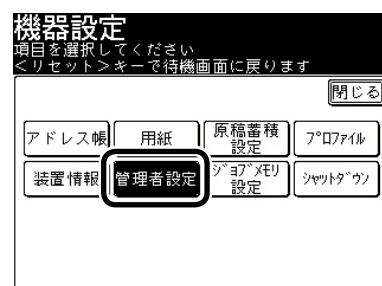 機器設定
項目を選択してください
<リセット>キーで待機画面に戻ります
閉じる
アドレス帳 用紙 原稿蓄積 プロファイル
設定
装置情報 管理者設定 ジョブメモリ シャットダウン
設定